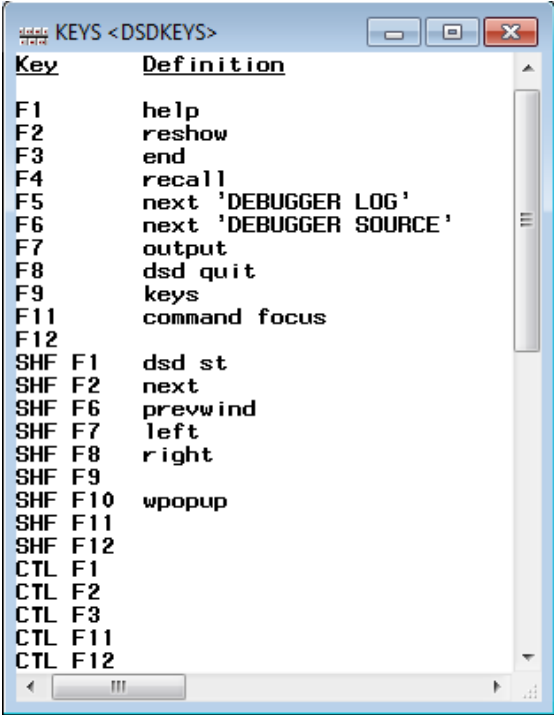 KEYS <DSDKEYS>
Key Definition
F1 help
F2 reshow
F3 end
F4 recall
F5 next 'DEBUGGER LOG'
F6 next 'DEBUGGER SOURCE'
F7 output
F8 dsd quit
F9 keys
F11 command focus
F12
SHF F1 dsd st
SHF F2 next
SHF F6 prevwind
SHF F7 left
SHF F8 right
SHF F9
SHF F10 wpopup
SHF F11
SHF F12
CTL F1
CTL F2
CTL F3
CTL F11
CTL F12